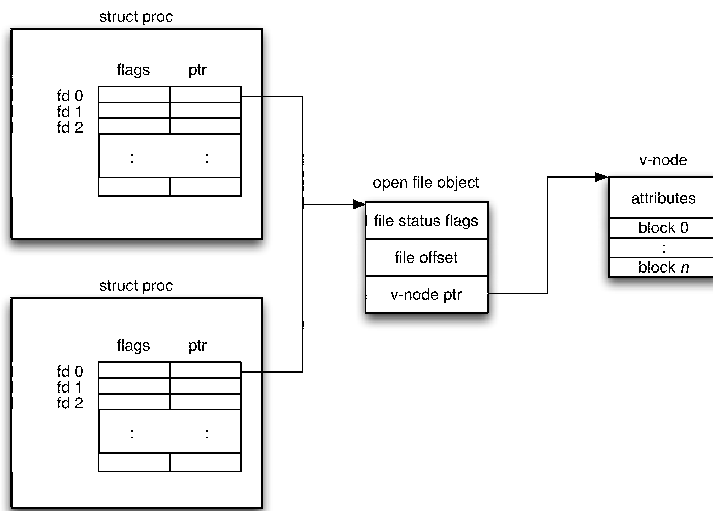 struct proc
flags ptr
fd 0
fd 1
fd 2
: :
open file object
file status flags
file offset
v-node ptr
v-node
attributes
block 0
:
block n
struct proc
flags ptr
fd 0
fd 1
fd 2
: :